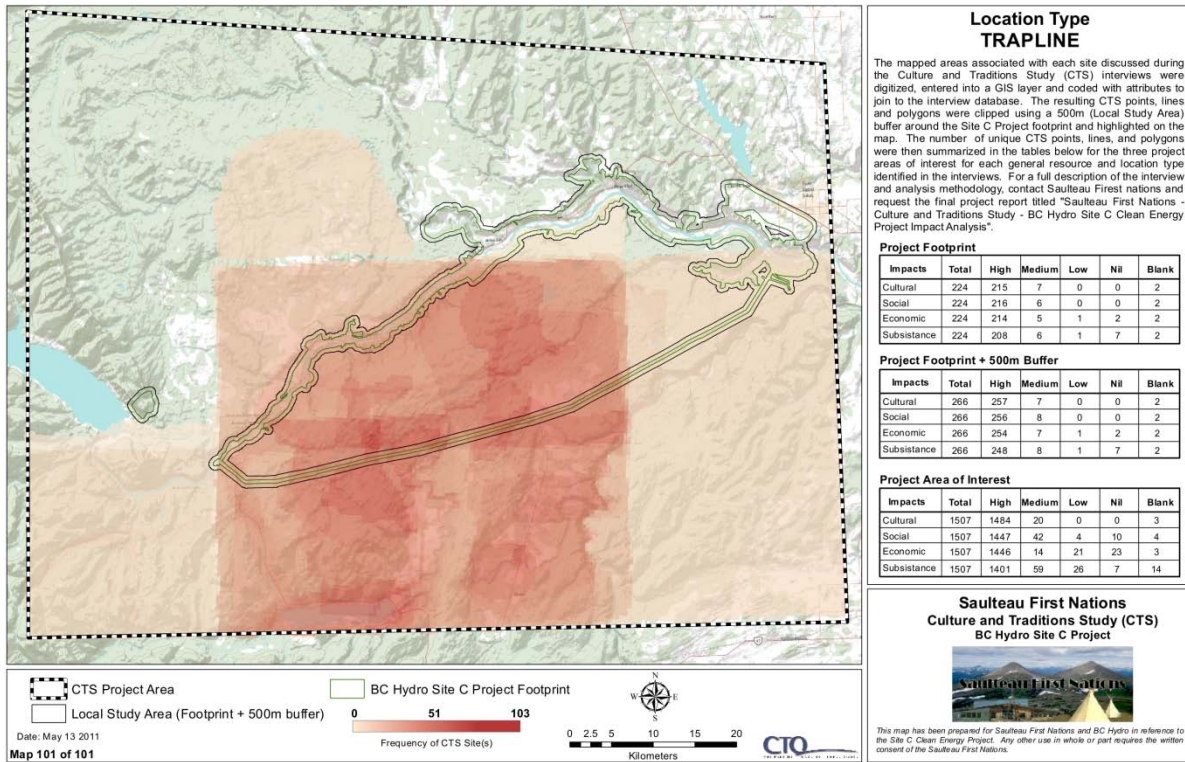 Location Type
TRAPLINE
The mapped areas associated with each site discussed during
the Culture and Traditions Study (CTS) interviews were
digitized, entered into a GIS layer and coded with attributes to
join to the interview database. The resulting CTS points, lines
and polygons were clipped using a 500m (Local Study Area)
buffer around the Site C Project footprint and highlighted on the
map. The number of unique CTS points, lines, and polygons
were then summarized in the tables below for the three project
areas of interest for each general resource and location type
identified in the interviews. For a full description of the interview
and analysis methodology, contact Saulteau Firest nations and
request the final project report titled "Saulteau First Nations -
Culture and Traditions Study - BC Hydro Site C Clean Energy
Project Impact Analysis".
Project Footprint
Impacts Total High Medium Low Nil Blank
Cultural 224 215 7 0 0 2
Social 224 216 6 0 0 2
Economic 224 214 5 1 2 2
Subsistance 224 208 6 1 7 2
Project Footprint + 500m Buffer
Impacts Total High Medium Low Nil Blank
Cultural 266 257 7 0 0 2
Social 266 256 8 0 0 2
Economic 266 254 7 1 2 2
Subsistance 266 248 8 1 7 2
Project Area of Interest
Impacts Total High Medium Low Nil Blank
Cultural 1507 1484 20 0 0 3
Social 1507 1447 42 4 10 4
Economic 1507 1446 14 21 23 3
Subsistance 1507 1401 59 26 7 14
Saulteau First Nations
Culture and Traditions Study (CTS)
BC Hydro Site C Project
Saulteau First Nations
This map has been prepared for Saulteau First Nations and BC Hydro in reference to
the Site C Clean Energy Project. Any other use in whole or part requires the written
consent of the Saulteau First Nations.
CTS Project Area
BC Hydro Site C Project Footprint
Local Study Area (Footprint + 500m buffer)
0 51 103
Frequency of CTS Site(s)
N
W E
S
0 2.5 5 10 15 20
Kilometers
CTQ
Date: May 13 2011
Map 101 of 101